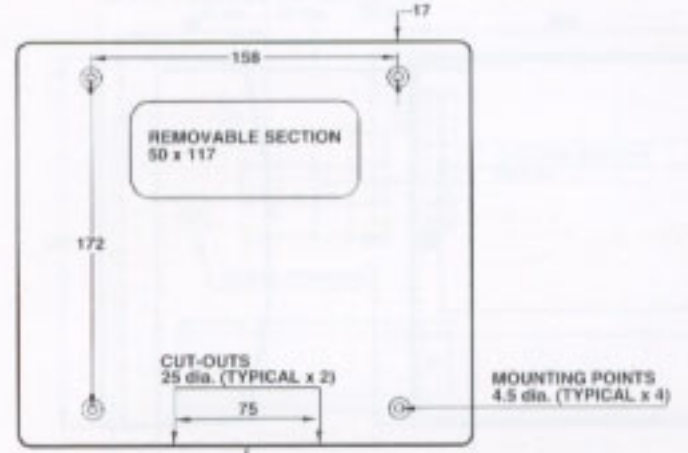 17
158
REMOVABLE SECTION
50 x 117
172
CUT-OUTS
25 dia. (TYPICAL x 2)
75
MOUNTING POINTS
4.5 dia. (TYPICAL x 4)